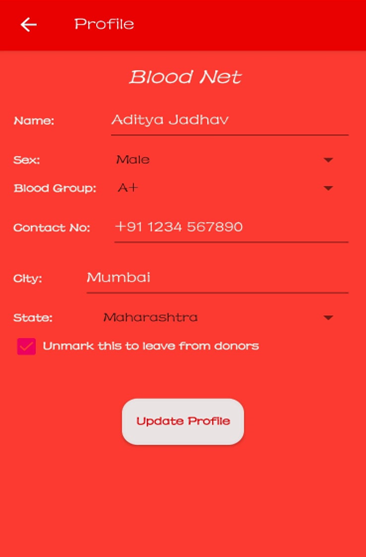 Profile
Blood Net
Name: Aditya Jadhav
Sex: Male
Blood Group: A+
Contact No: +91 1234 567890
City: Mumbai
State: Maharashtra
Unmark this to leave from donors
Update Profile